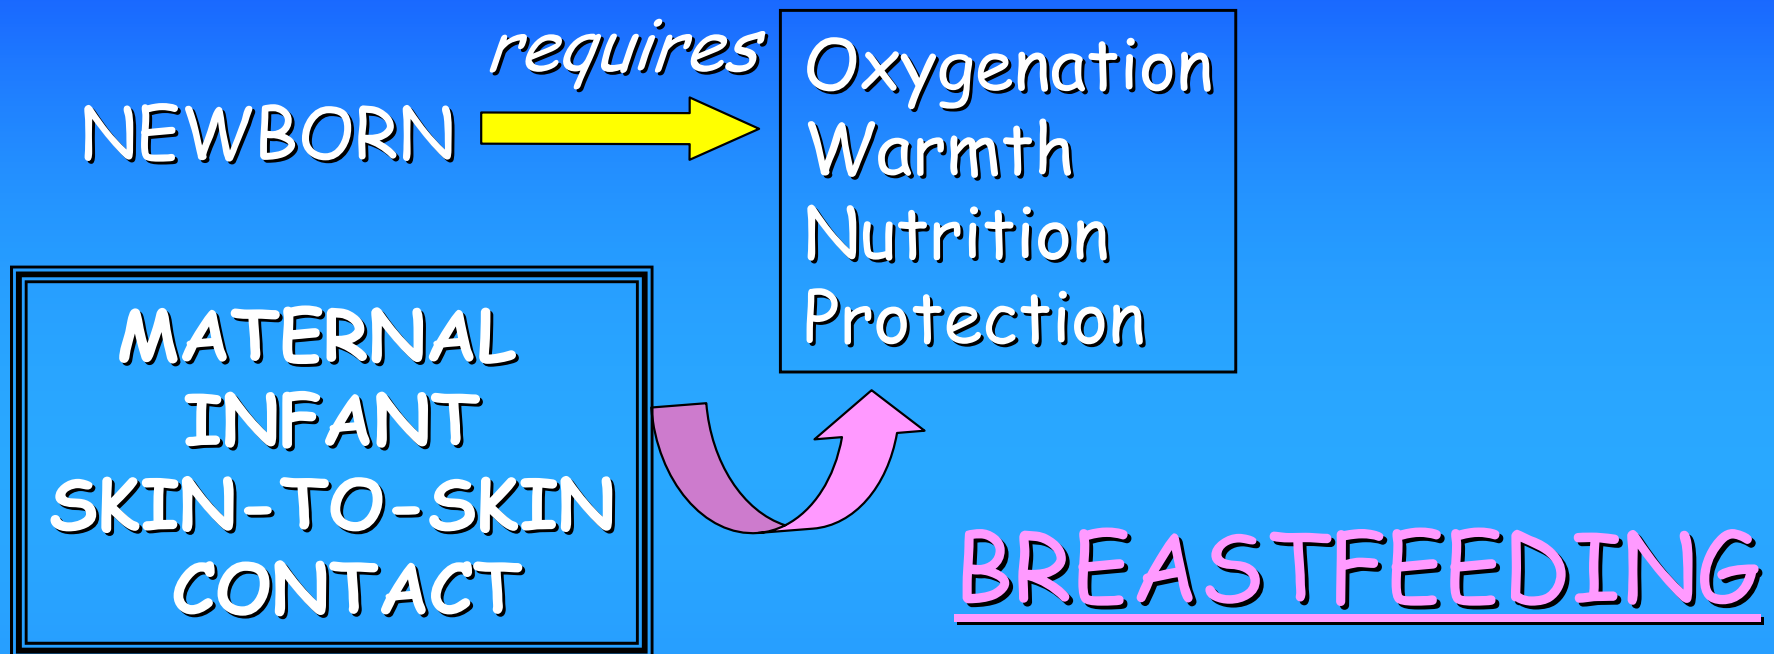 requires
NEWBORN
Oxygenation
Warmth
Nutrition
Protection
MATERNAL
INFANT
SKIN-TO-SKIN
CONTACT
BREASTFEEDING